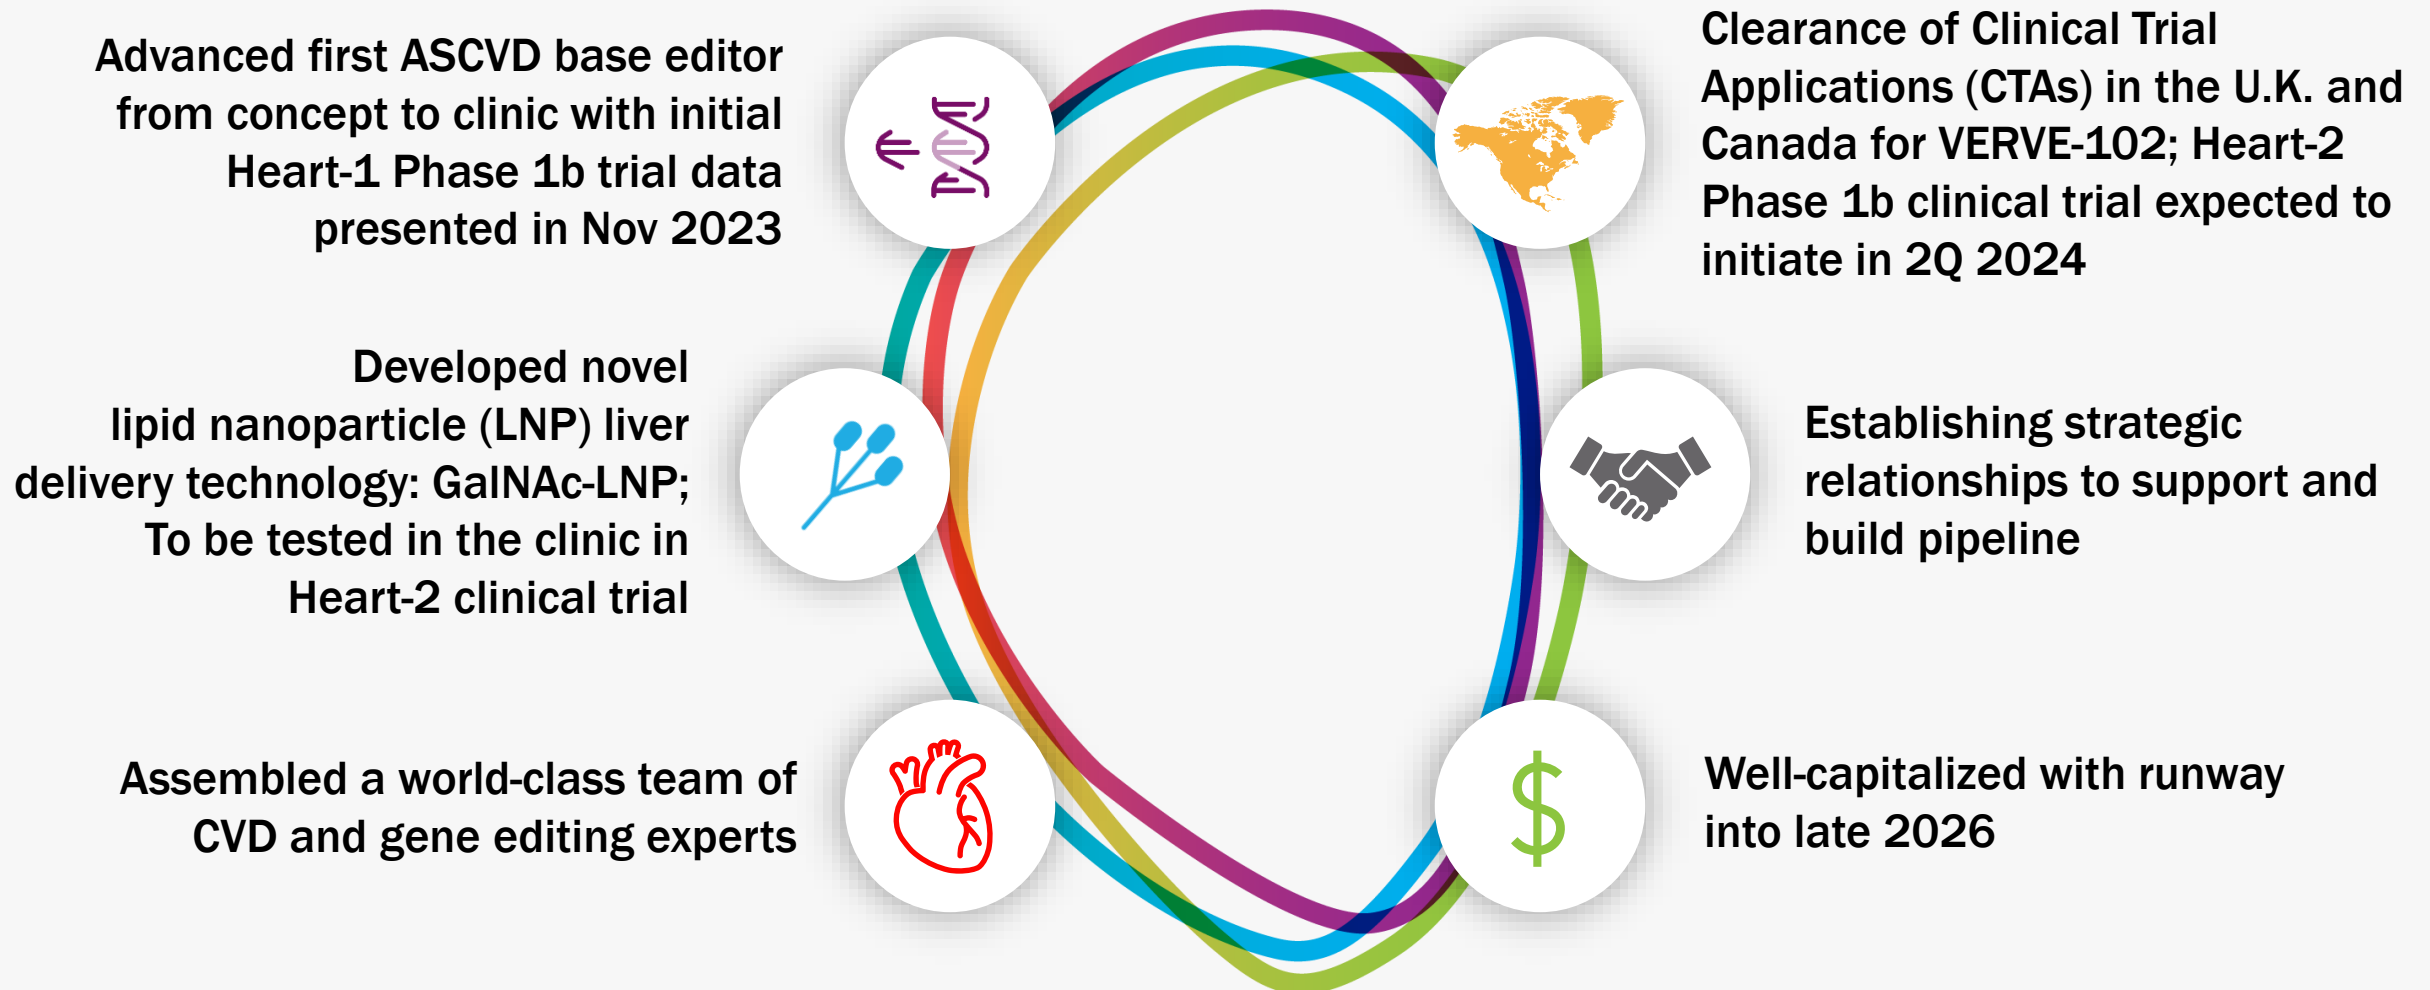 Advanced first ASCVD base editor
from concept to clinic with initial
Heart-1 Phase 1b trial data
presented in Nov 2023
Developed novel
lipid nanoparticle (LNP) liver
delivery technology: GalNAc-LNP;
To be tested in the clinic in
Heart-2 clinical trial
Assembled a world-class team of
CVD and gene editing experts
Clearance of Clinical Trial
Applications (CTAs) in the U.K. and
Canada for VERVE-102; Heart-2
Phase 1b clinical trial expected to
initiate in 2Q 2024
Establishing strategic
relationships to support and
build pipeline
Well-capitalized with runway
into late 2026